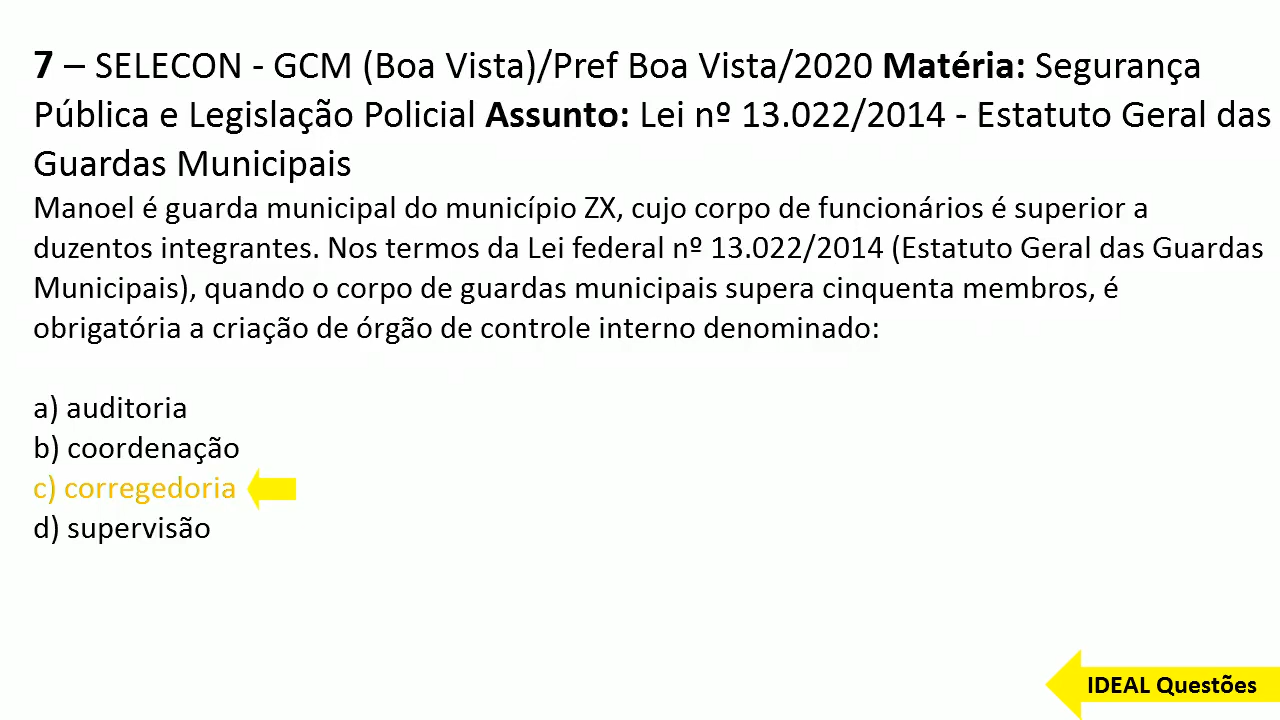 7 – SELECON - GCM (Boa Vista)/Pref Boa Vista/2020 Matéria: Segurança
Pública e Legislação Policial Assunto: Lei nº 13.022/2014 - Estatuto Geral das
Guardas Municipais
Manoel é guarda municipal do município ZX, cujo corpo de funcionários é superior a
duzentos integrantes. Nos termos da Lei federal nº 13.022/2014 (Estatuto Geral das Guardas
Municipais), quando o corpo de guardas municipais supera cinquenta membros, é
obrigatória a criação de órgão de controle interno denominado:
a) auditoria
b) coordenação
c) corregedoria
d) supervisão
IDEAL Questões